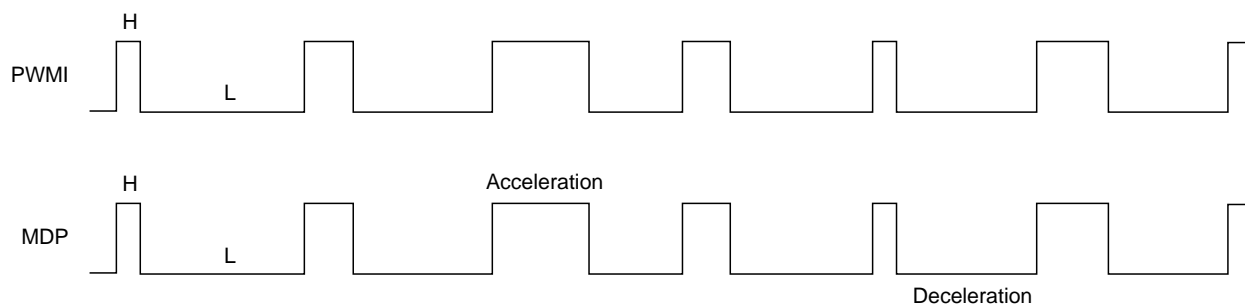 H
PWMI
L
H
Acceleration
MDP
L
Deceleration